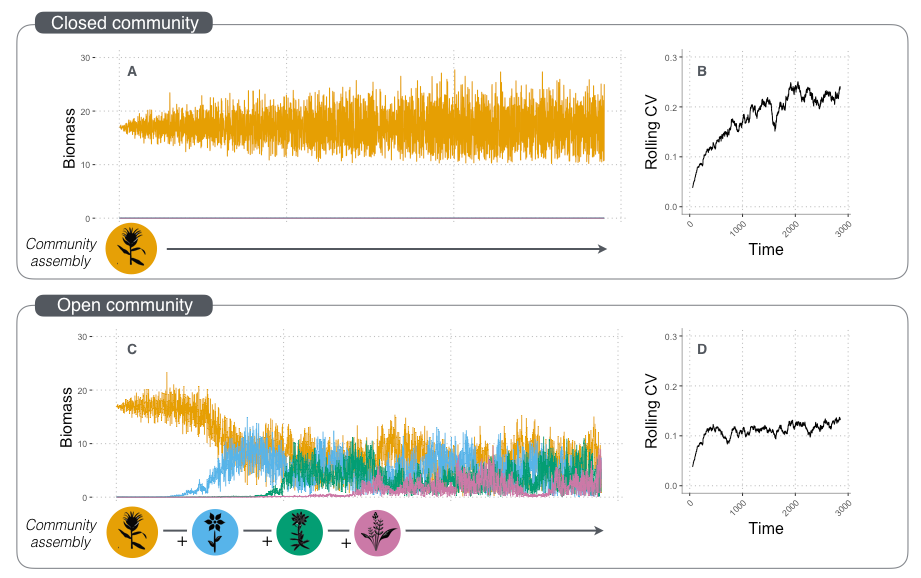 Closed community
A
30
20
10
0
Biomass
B
0.3
0.2
0.1
0.0
Rolling CV
0
1000
2000
3000
Time
Community
assembly
Open community
C
30
20
10
0
Biomass
D
0.3
0.2
0.1
0.0
Rolling CV
0
1000
2000
3000
Time
Community
assembly
+
+
+